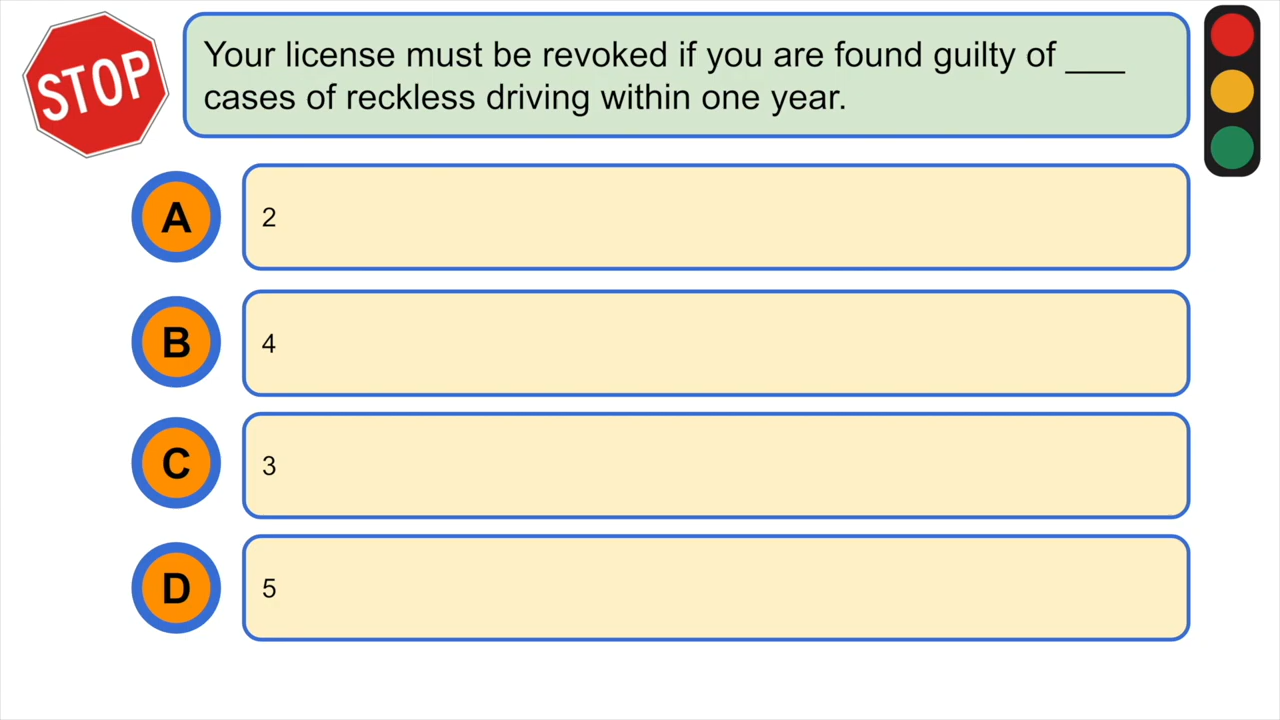 STOP
Your license must be revoked if you are found guilty of ___
cases of reckless driving within one year.
A
2
B
4
C
3
D
5